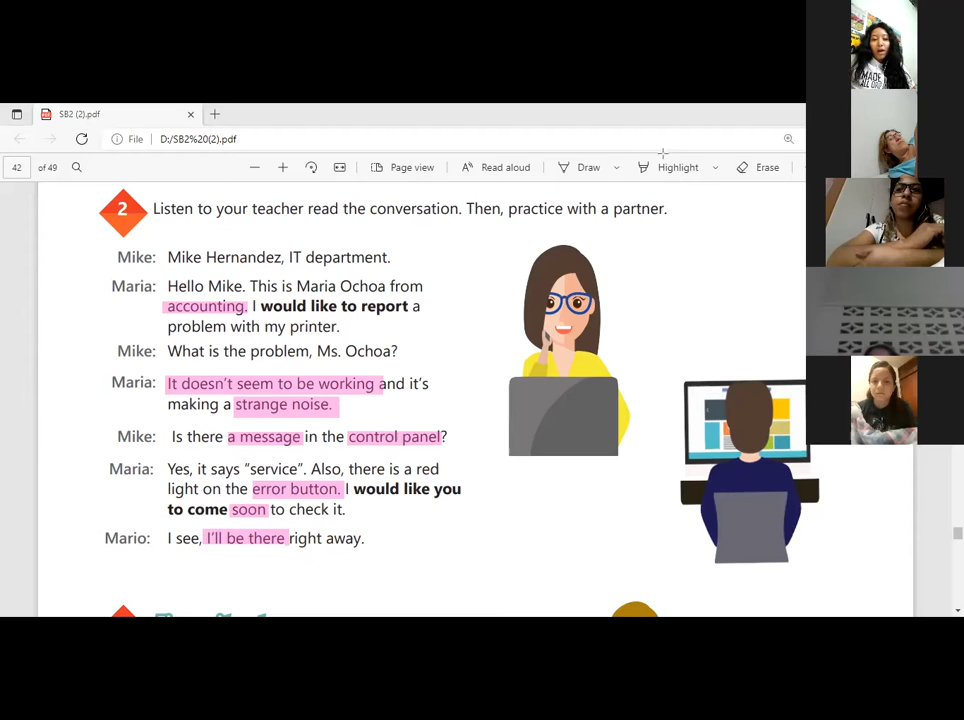 SB2 (2).pdf
File D:/SB2%20(2).pdf
42 of 49 Page view Read aloud Draw Highlight Erase
2 Listen to your teacher read the conversation. Then, practice with a partner.
Mike: Mike Hernandez, IT department.
Maria: Hello Mike. This is Maria Ochoa from
accounting. I would like to report a
problem with my printer.
Mike: What is the problem, Ms. Ochoa?
Maria: It doesn't seem to be working and it's
making a strange noise.
Mike: Is there a message in the control panel?
Maria: Yes, it says "service". Also, there is a red
light on the error button. I would like you
to come soon to check it.
Mario: I see, I'll be there right away.
MADE